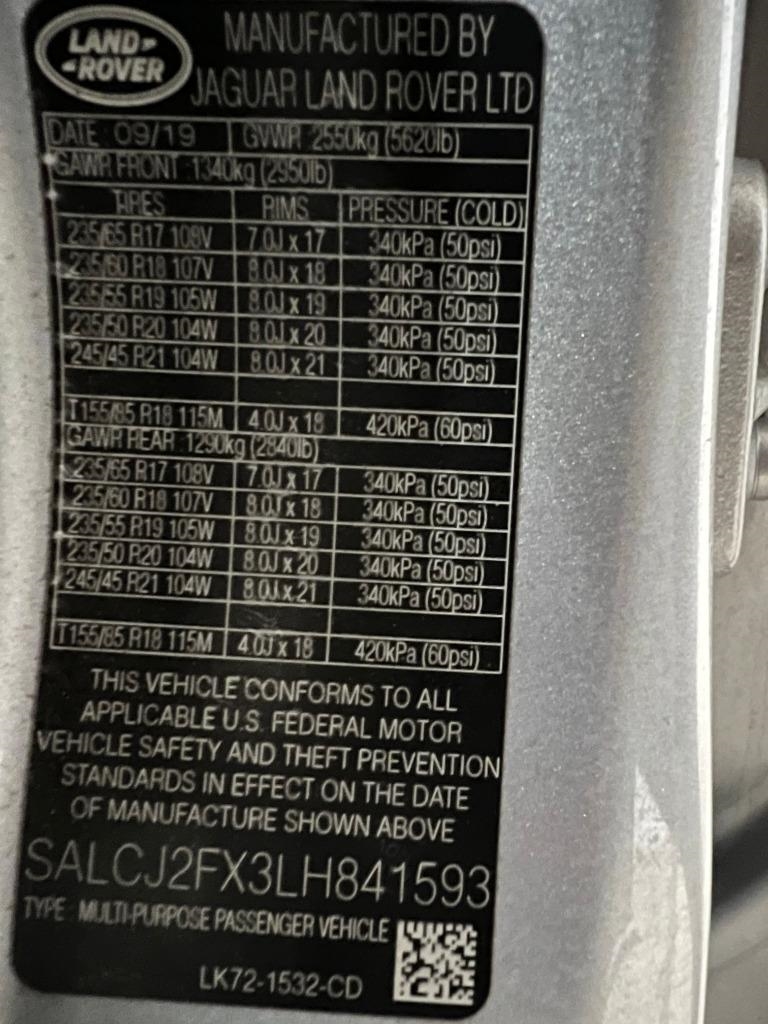 LAND-
-ROVER
MANUFACTURED BY
JAGUAR LAND ROVER LTD
DATE : 09/19 GVWR : 2550kg (5620lb)
GAWR FRONT : 1340kg (2950lb)
TIRES RIMS PRESSURE (COLD)
235/65 R17 108V 7.0J x 17 340kPa (50psi)
235/60 R18 107V 8.0J x 18 340kPa (50psi)
235/55 R19 105W 8.0J x 19 340kPa (50psi)
235/50 R20 104W 8.0J x 20 340kPa (50psi)
245/45 R21 104W 8.0J x 21 340kPa (50psi)
T155/85 R18 115M 4.0J x 18 420kPa (60psi)
GAWR REAR : 1290kg (2840lb)
235/65 R17 108V 7.0J x 17 340kPa (50psi)
235/60 R18 107V 8.0J x 18 340kPa (50psi)
235/55 R19 105W 8.0J x 19 340kPa (50psi)
235/50 R20 104W 8.0J x 20 340kPa (50psi)
245/45 R21 104W 8.0J x 21 340kPa (50psi)
T155/85 R18 115M 4.0J x 18 420kPa (60psi)
THIS VEHICLE CONFORMS TO ALL
APPLICABLE U.S. FEDERAL MOTOR
VEHICLE SAFETY AND THEFT PREVENTION
STANDARDS IN EFFECT ON THE DATE
OF MANUFACTURE SHOWN ABOVE
SALCJ2FX3LH841593
TYPE : MULTI-PURPOSE PASSENGER VEHICLE
LK72-1532-CD